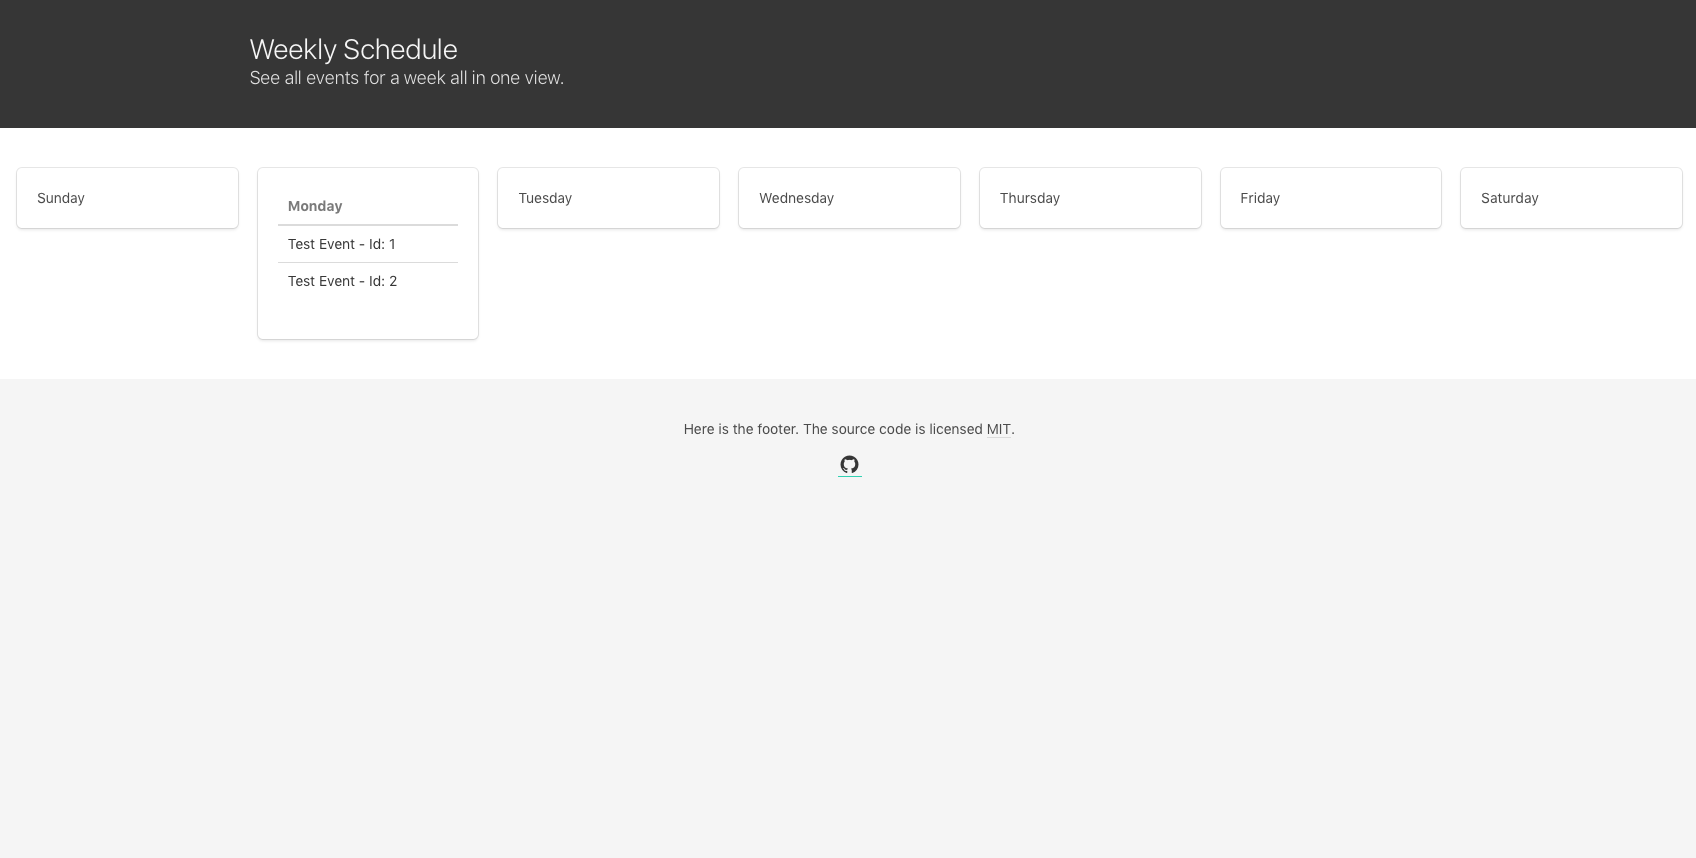 Weekly Schedule
See all events for a week all in one view.
Sunday
Monday
Test Event - Id: 1
Test Event - Id: 2
Tuesday
Wednesday
Thursday
Friday
Saturday
Here is the footer. The source code is licensed MIT.